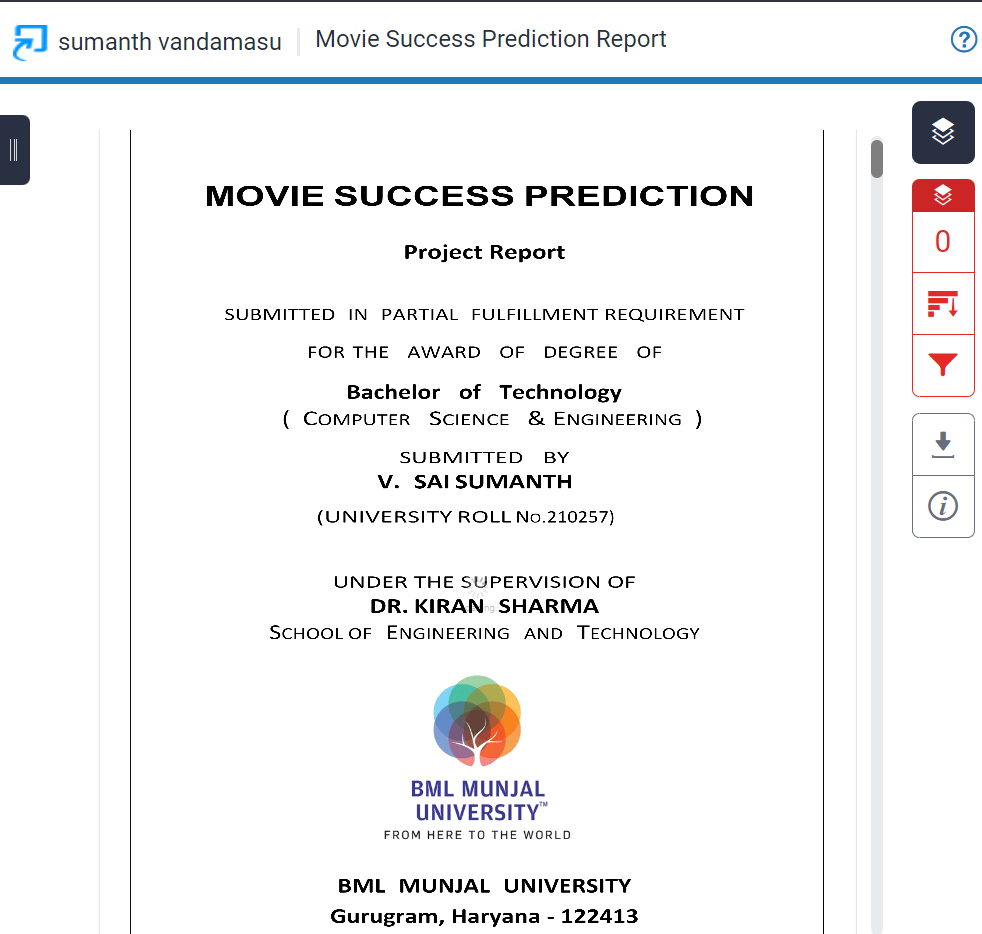 sumanth vandamasu
Movie Success Prediction Report
MOVIE SUCCESS PREDICTION
Project Report
SUBMITTED IN PARTIAL FULFILLMENT REQUIREMENT
FOR THE AWARD OF DEGREE OF
Bachelor of Technology
( COMPUTER SCIENCE & ENGINEERING )
SUBMITTED BY
V. SAI SUMANTH
(UNIVERSITY ROLL No.210257)
UNDER THE SUPERVISION OF
DR. KIRAN SHARMA
SCHOOL OF ENGINEERING AND TECHNOLOGY
BML MUNJAL
UNIVERSITY™
FROM HERE TO THE WORLD
BML MUNJAL UNIVERSITY
Gurugram, Haryana - 122413
0